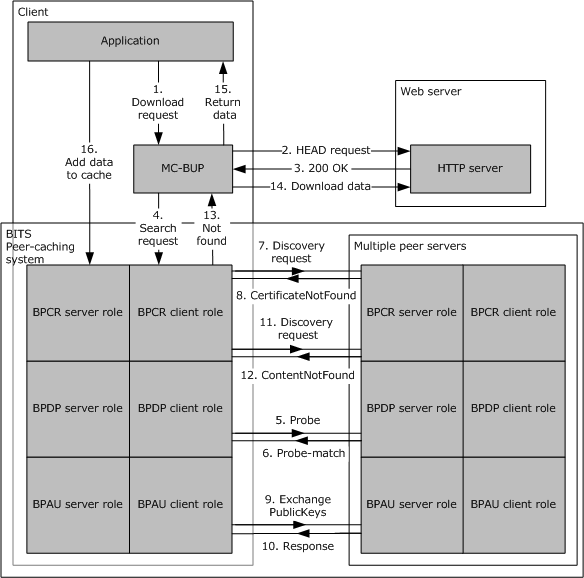 Client
Application
1.
Download
request
15.
Return
data
16.
Add data
to cache
Web server
MC-BUP
2. HEAD request
3. 200 OK
14. Download data
HTTP server
4.
Search
request
13.
Not
found
BITS
Peer-caching
system
7. Discovery
request
8. CertificateNotFound
11. Discovery
request
12. ContentNotFound
5. Probe
6. Probe-match
9. Exchange
PublicKeys
10. Response
Multiple peer servers
BPCR server role
BPCR client role
BPCR server role
BPCR client role
BPDP server role
BPDP client role
BPDP server role
BPDP client role
BPAU server role
BPAU client role
BPAU server role
BPAU client role